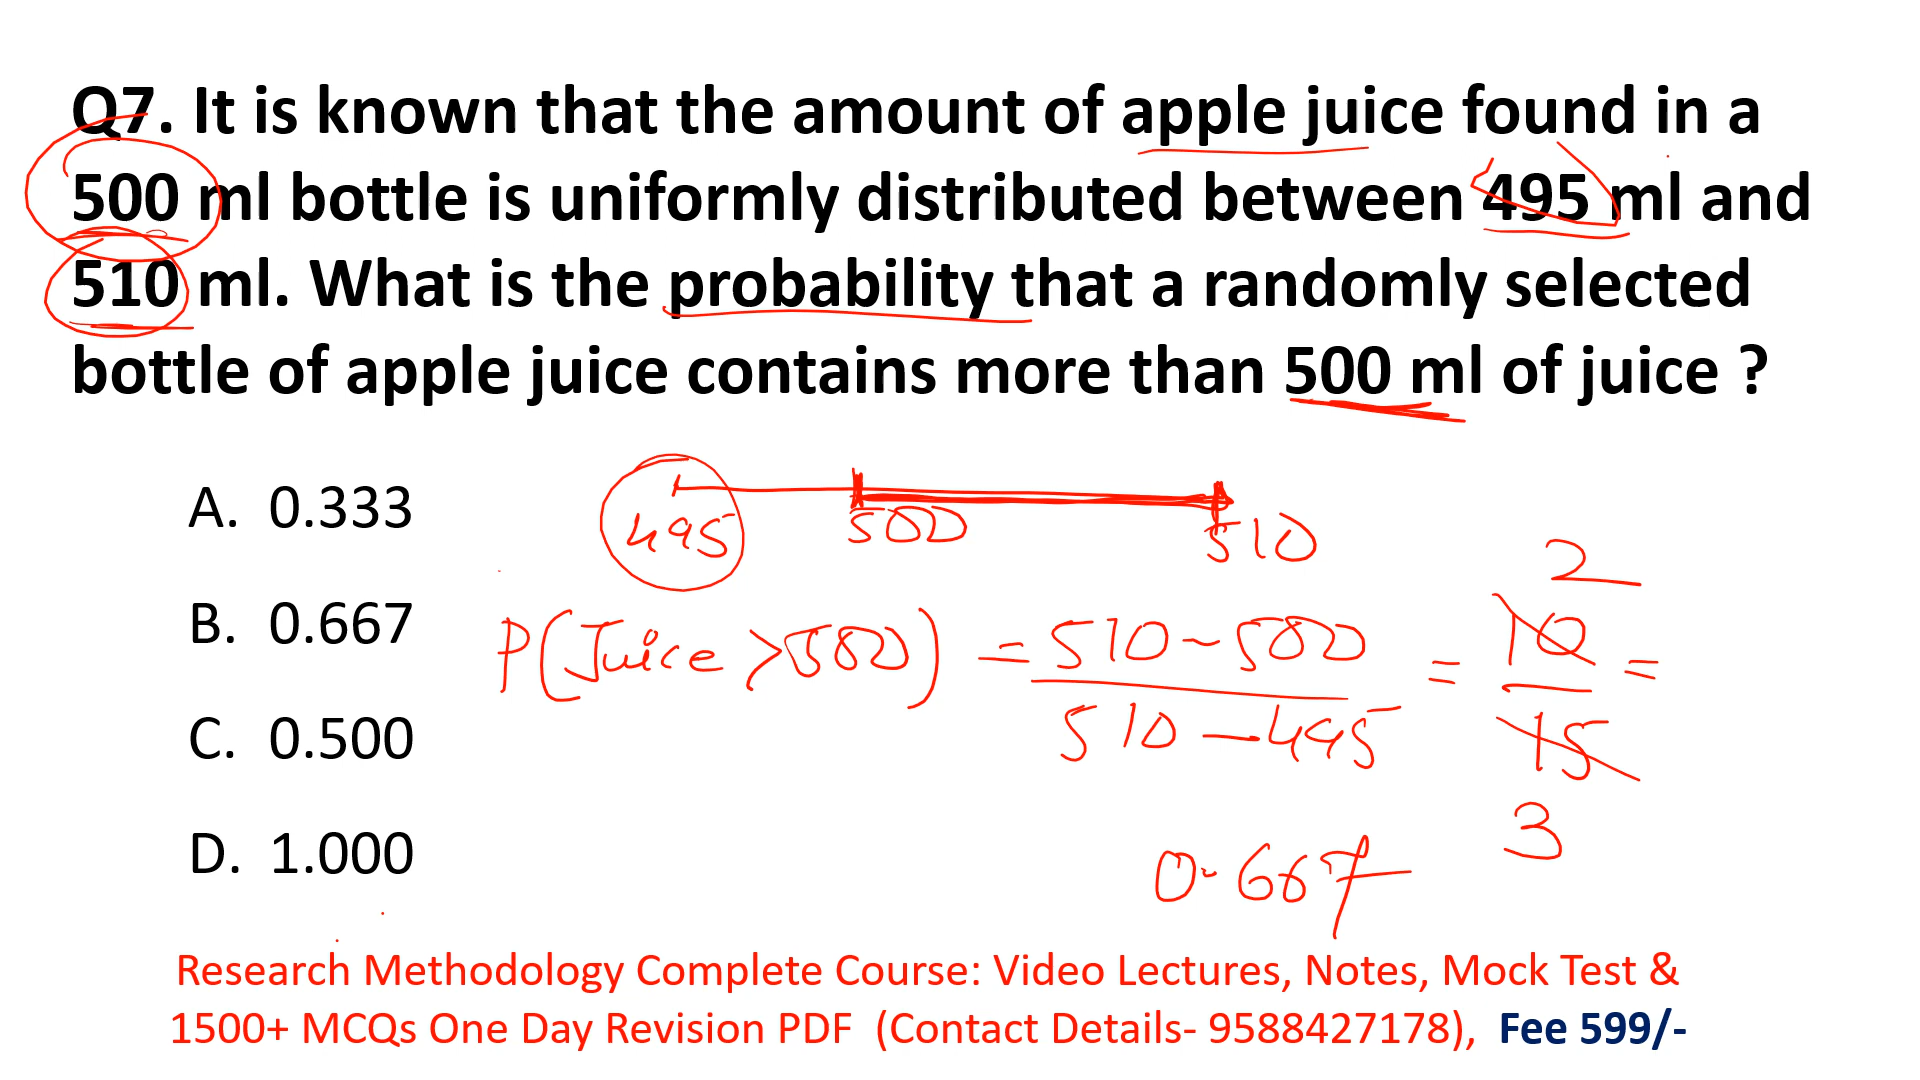 Q7. It is known that the amount of apple juice found in a
500 ml bottle is uniformly distributed between 495 ml and
510 ml. What is the probability that a randomly selected
bottle of apple juice contains more than 500 ml of juice ?
A. 0.333
B. 0.667
C. 0.500
D. 1.000
495 500 510
P(Juice >500) = 510-500 = 10 =
510-495 15
2
3
0.667
Research Methodology Complete Course: Video Lectures, Notes, Mock Test &
1500+ MCQs One Day Revision PDF (Contact Details- 9588427178), Fee 599/-